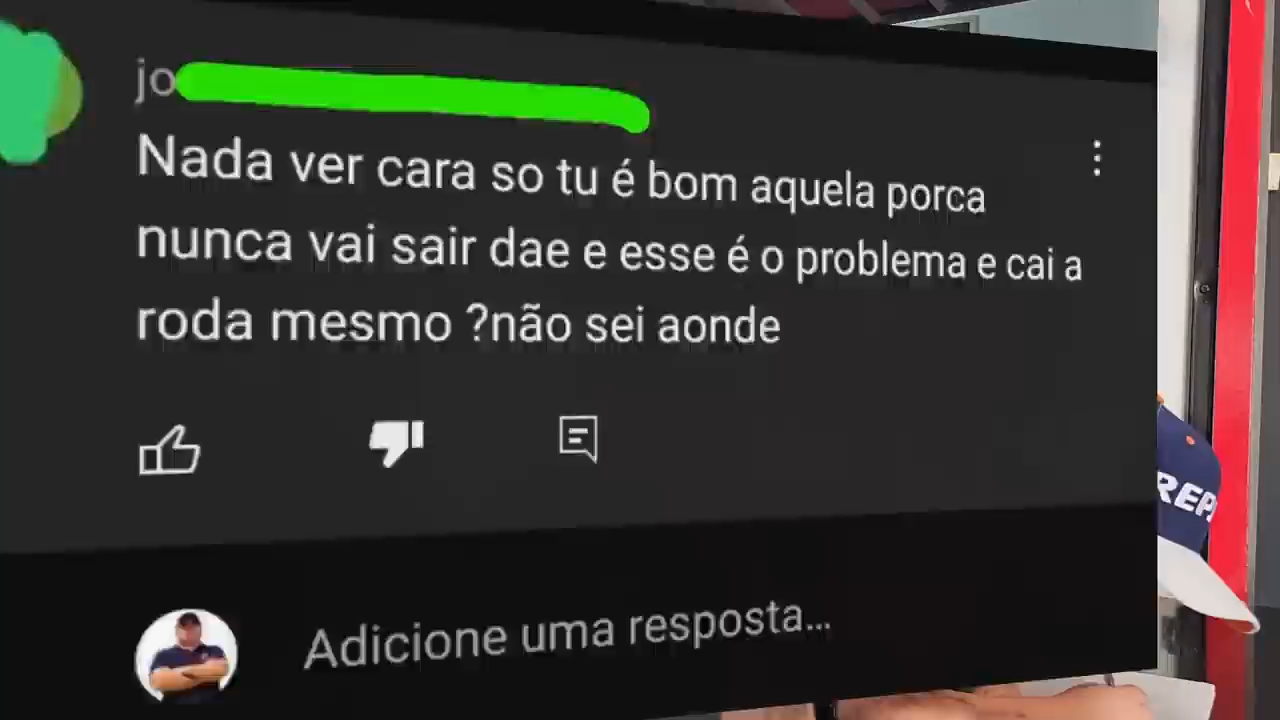 jo
Nada ver cara so tu é bom aquela porca
nunca vai sair dae e esse é o problema e cai a
roda mesmo ?não sei aonde
Adicione uma resposta...
REP